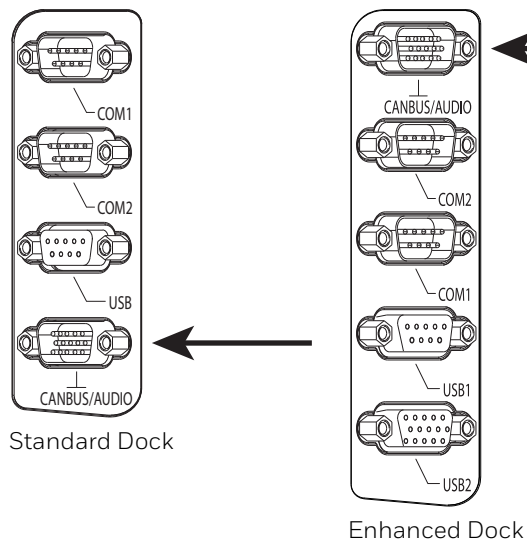 COM1
COM2
USB
CANBUS/AUDIO
Standard Dock
CANBUS/AUDIO
COM2
COM1
USB1
USB2
Enhanced Dock